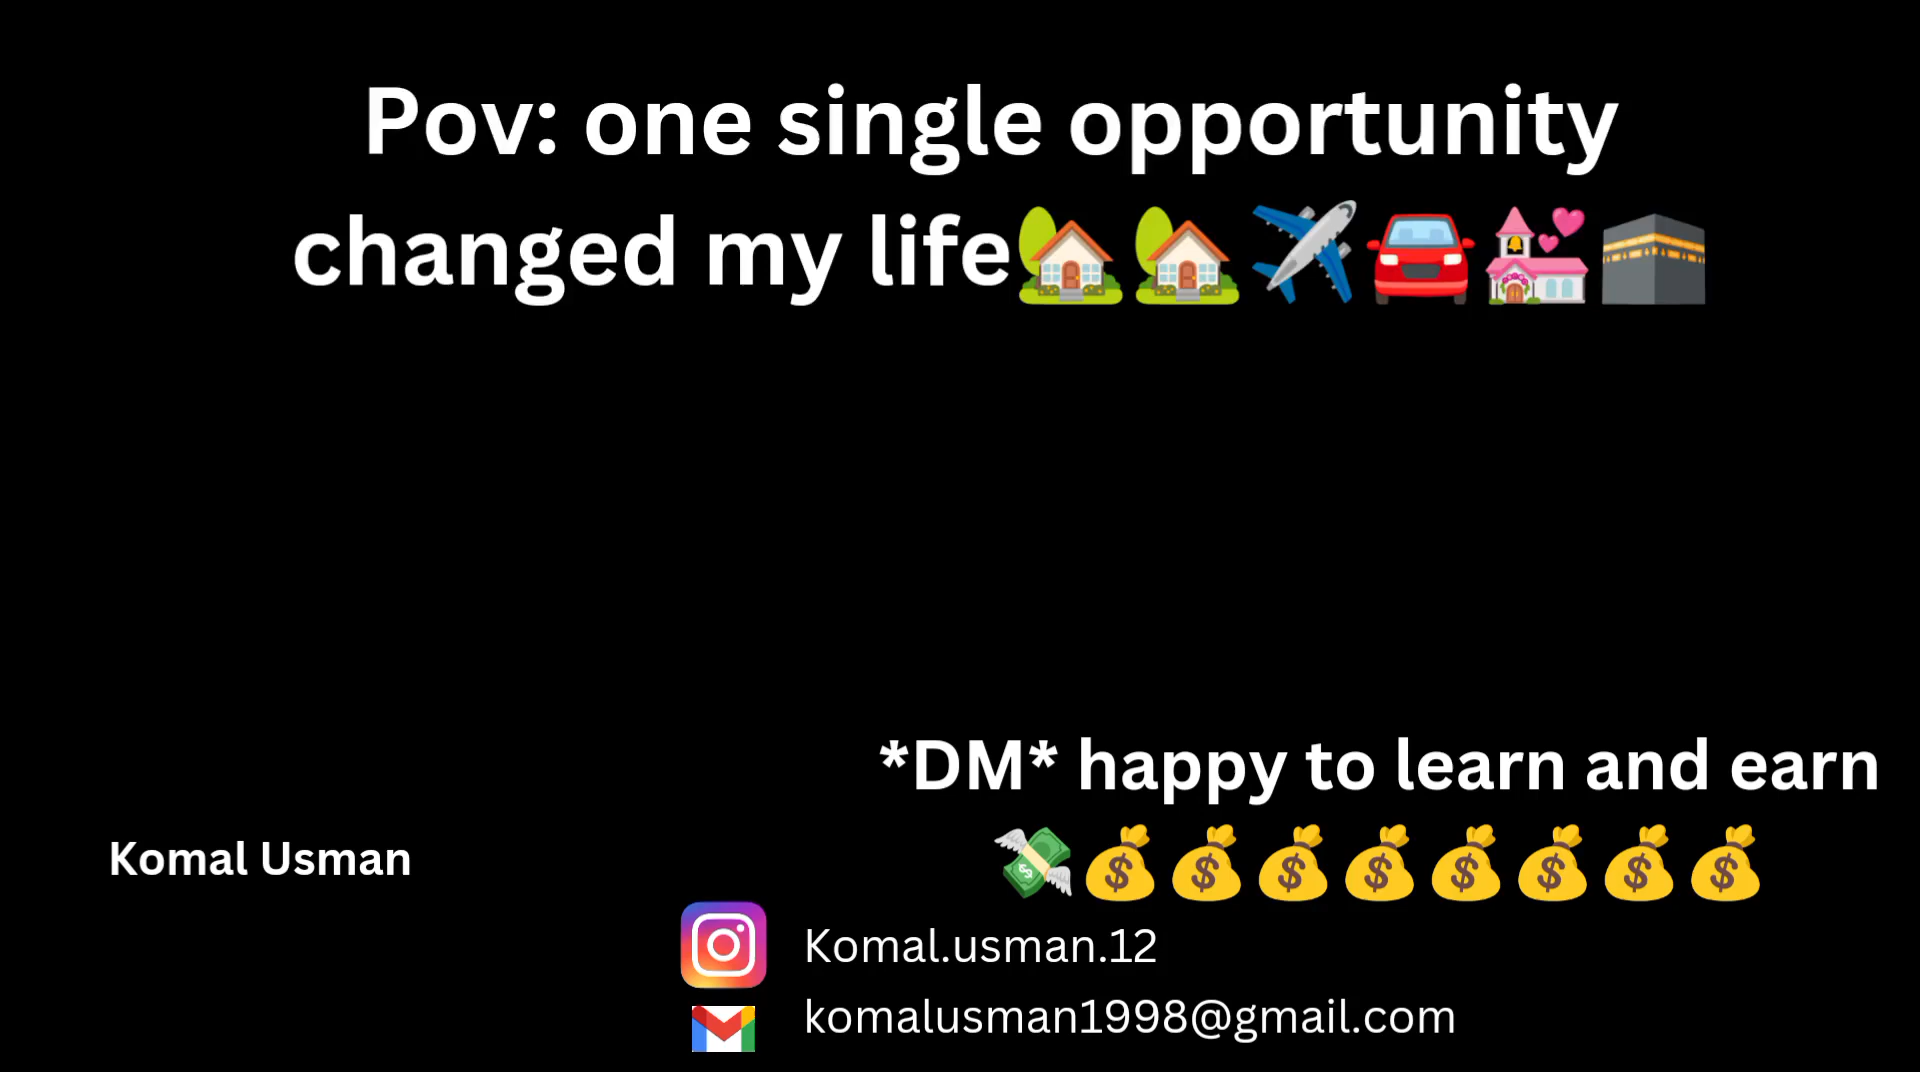 Pov: one single opportunity
changed my life🏡🏡✈️🚘💒🕋
*DM* happy to learn and earn
💸💰💰💰💰💰💰💰💰
Komal Usman
Komal.usman.12
komalusman1998@gmail.com